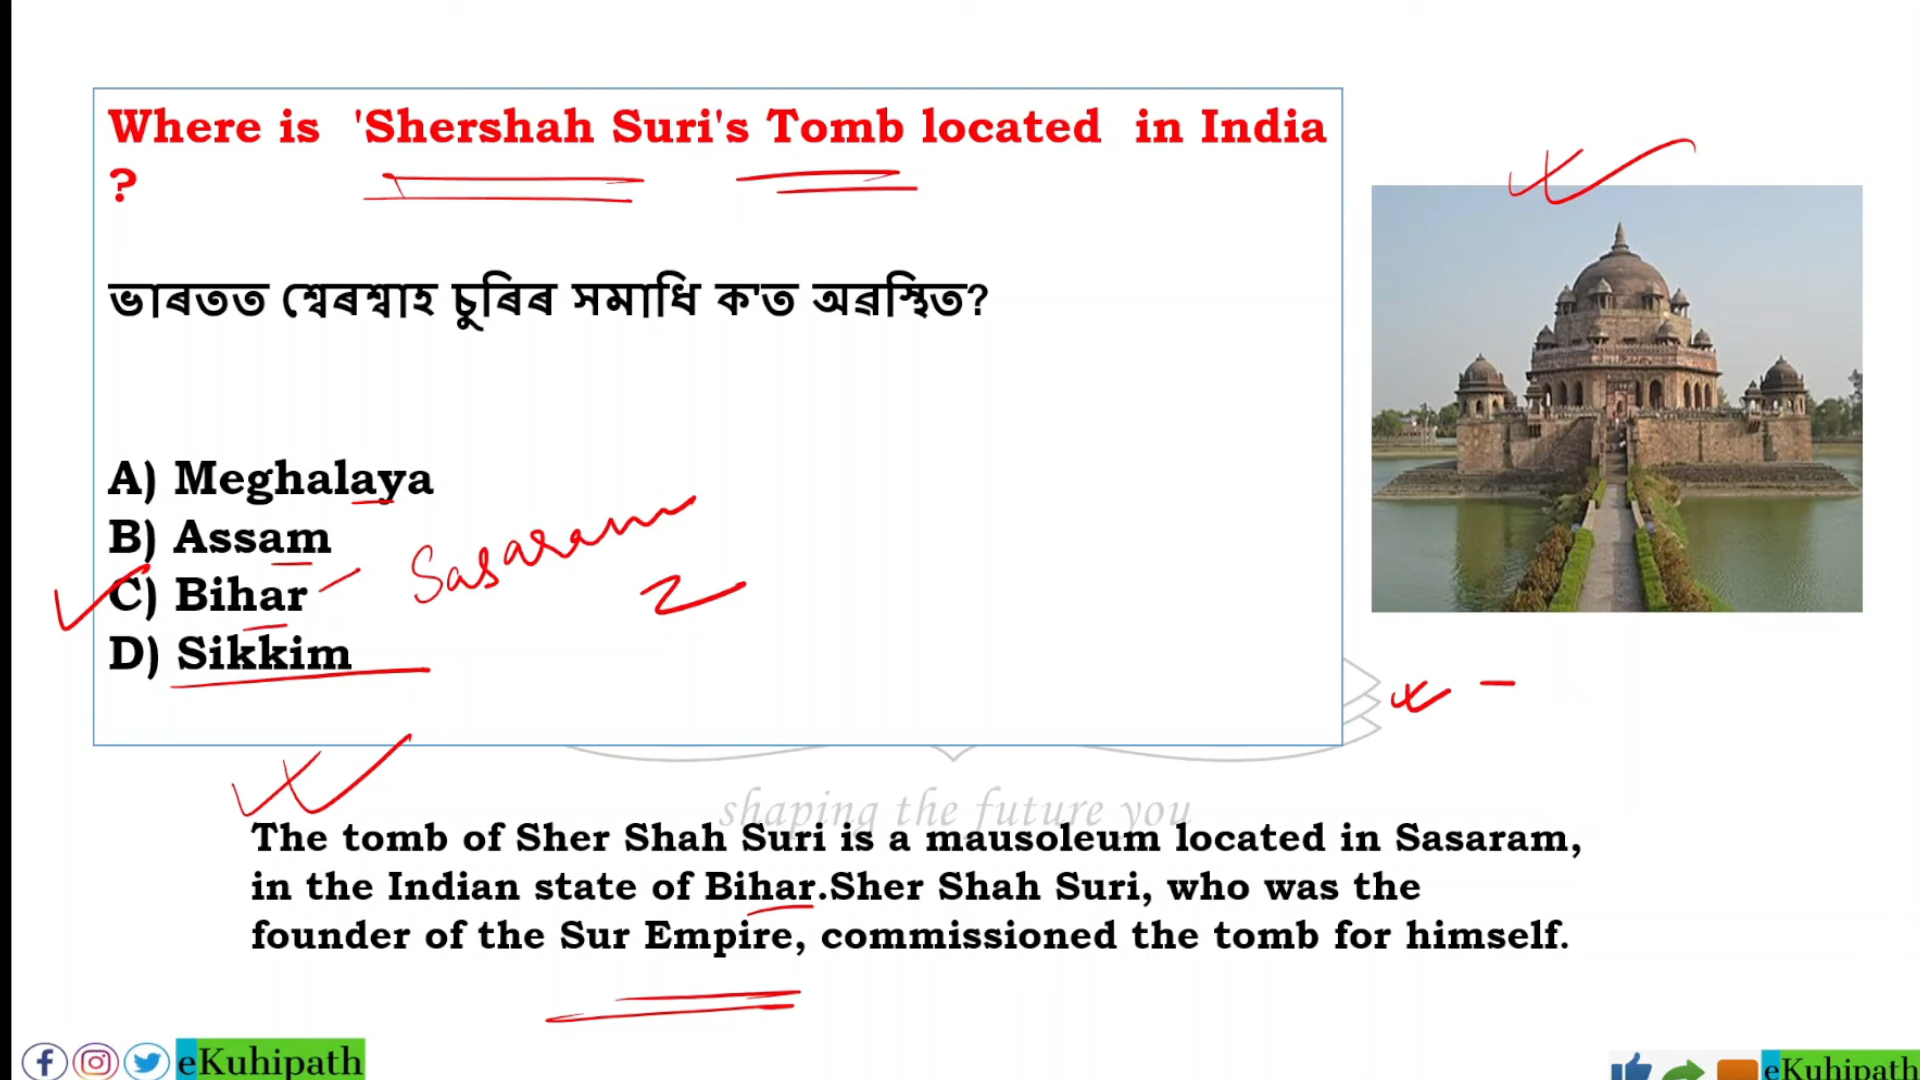 Where is 'Shershah Suri's Tomb located in India
?
ভাৰতত শ্বেৰশ্বাহ চুৰিৰ সমাধি ক'ত অৱস্থিত?
A) Meghalaya
B) Assam
C) Bihar - Sasaram
D) Sikkim
shaping the future you
The tomb of Sher Shah Suri is a mausoleum located in Sasaram,
in the Indian state of Bihar.Sher Shah Suri, who was the
founder of the Sur Empire, commissioned the tomb for himself.
eKuhipath
eKuhipath